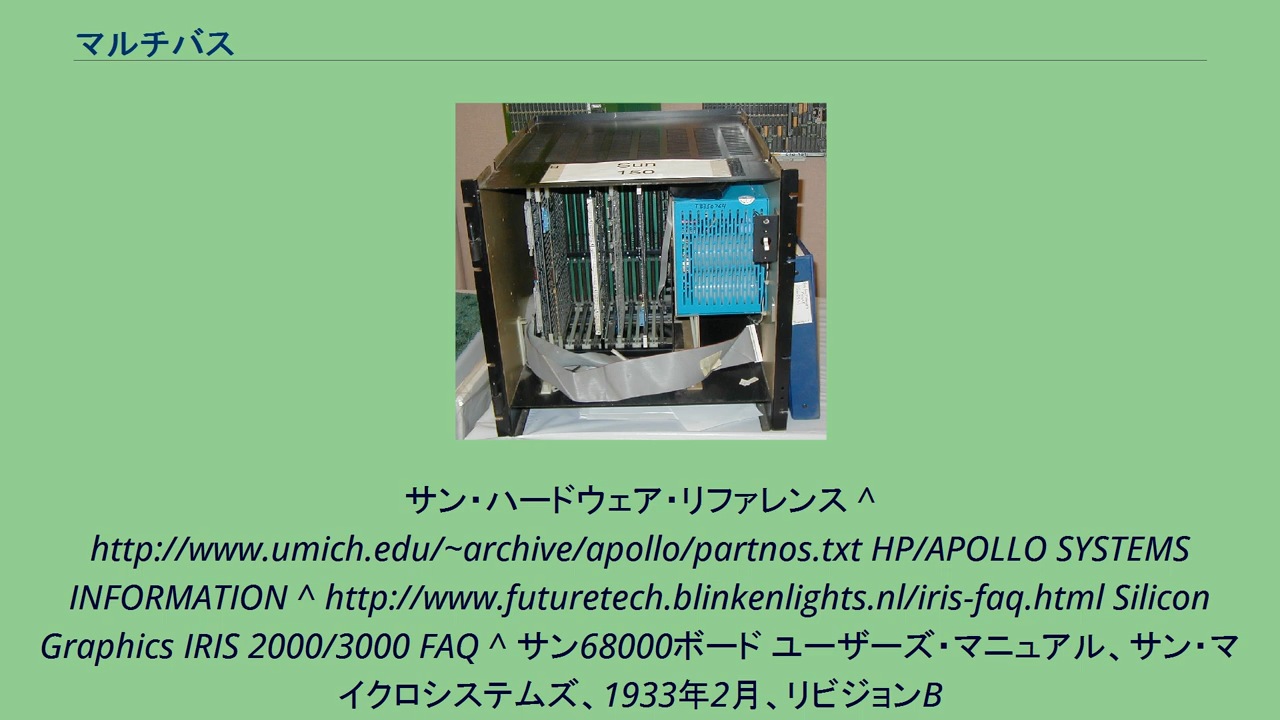 マルチバス
Sun
150
サン・ハードウェア・リファレンス ^
http://www.umich.edu/~archive/apollo/partnos.txt HP/APOLLO SYSTEMS
INFORMATION ^ http://www.futuretech.blinkenlights.nl/iris-faq.html Silicon
Graphics IRIS 2000/3000 FAQ ^ サン68000ボード ユーザーズ・マニュアル、サン・マ
イクロシステムズ、1933年2月、リビジョンB